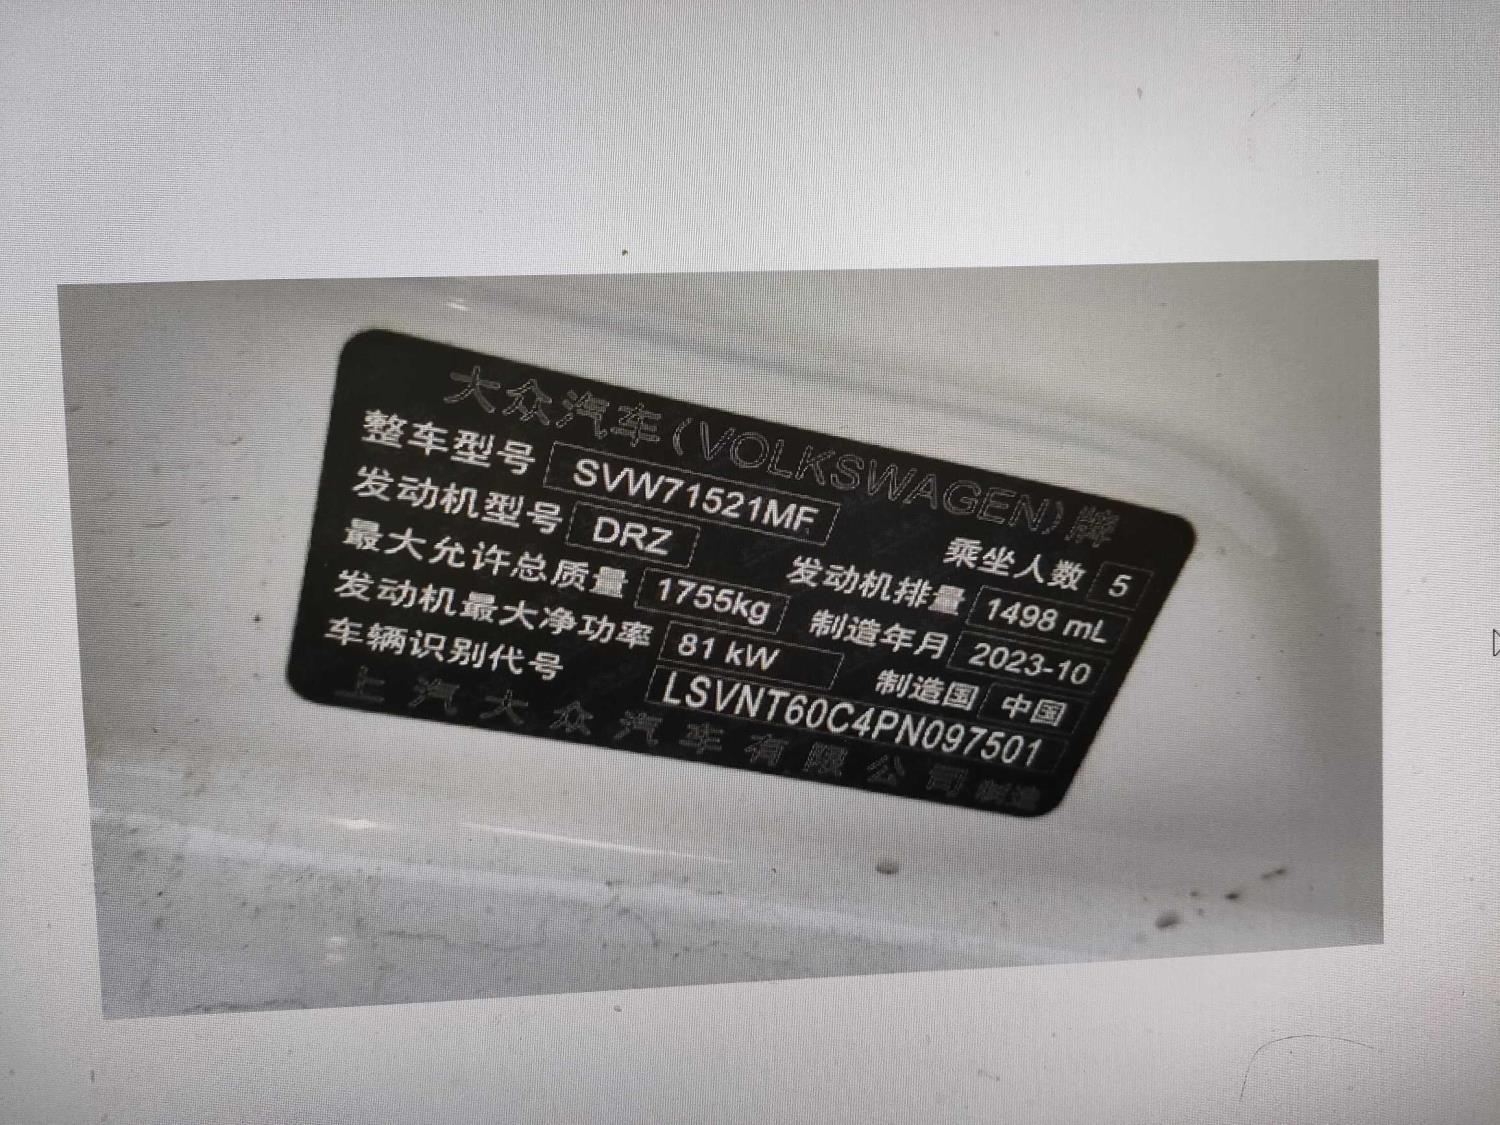 大众汽车(VOLKSWAGEN)牌
整车型号 SVW71521MF 乘坐人数 5
发动机型号 DRZ 发动机排量 1498 mL
最大允许总质量 1755kg 制造年月 2023-10
发动机最大净功率 81 kW 制造国 中国
车辆识别代号 LSVNT60C4PN097501
上汽大众汽车有限公司制造